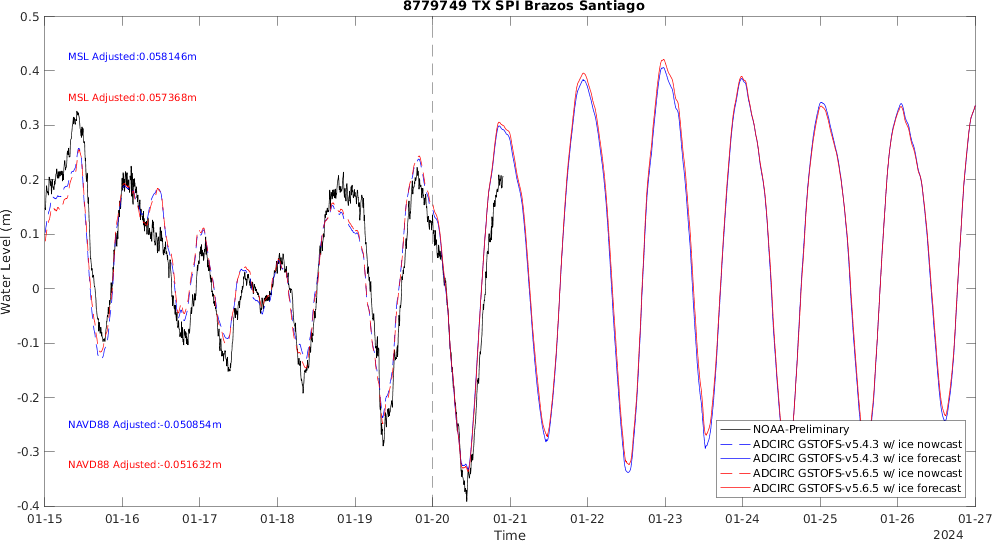 8779749 TX SPI Brazos Santiago
0.5
0.4
0.3
0.2
0.1
0
-0.1
-0.2
-0.3
-0.4
Water Level (m)
MSL Adjusted:0.058146m
MSL Adjusted:0.057368m
NAVD88 Adjusted:-0.050854m
NAVD88 Adjusted:-0.051632m
NOAA-Preliminary
ADCIRC GSTOFS-v5.4.3 w/ ice nowcast
ADCIRC GSTOFS-v5.4.3 w/ ice forecast
ADCIRC GSTOFS-v5.6.5 w/ ice nowcast
ADCIRC GSTOFS-v5.6.5 w/ ice forecast
01-15 01-16 01-17 01-18 01-19 01-20 01-21 01-22 01-23 01-24 01-25 01-26 01-27
Time
2024